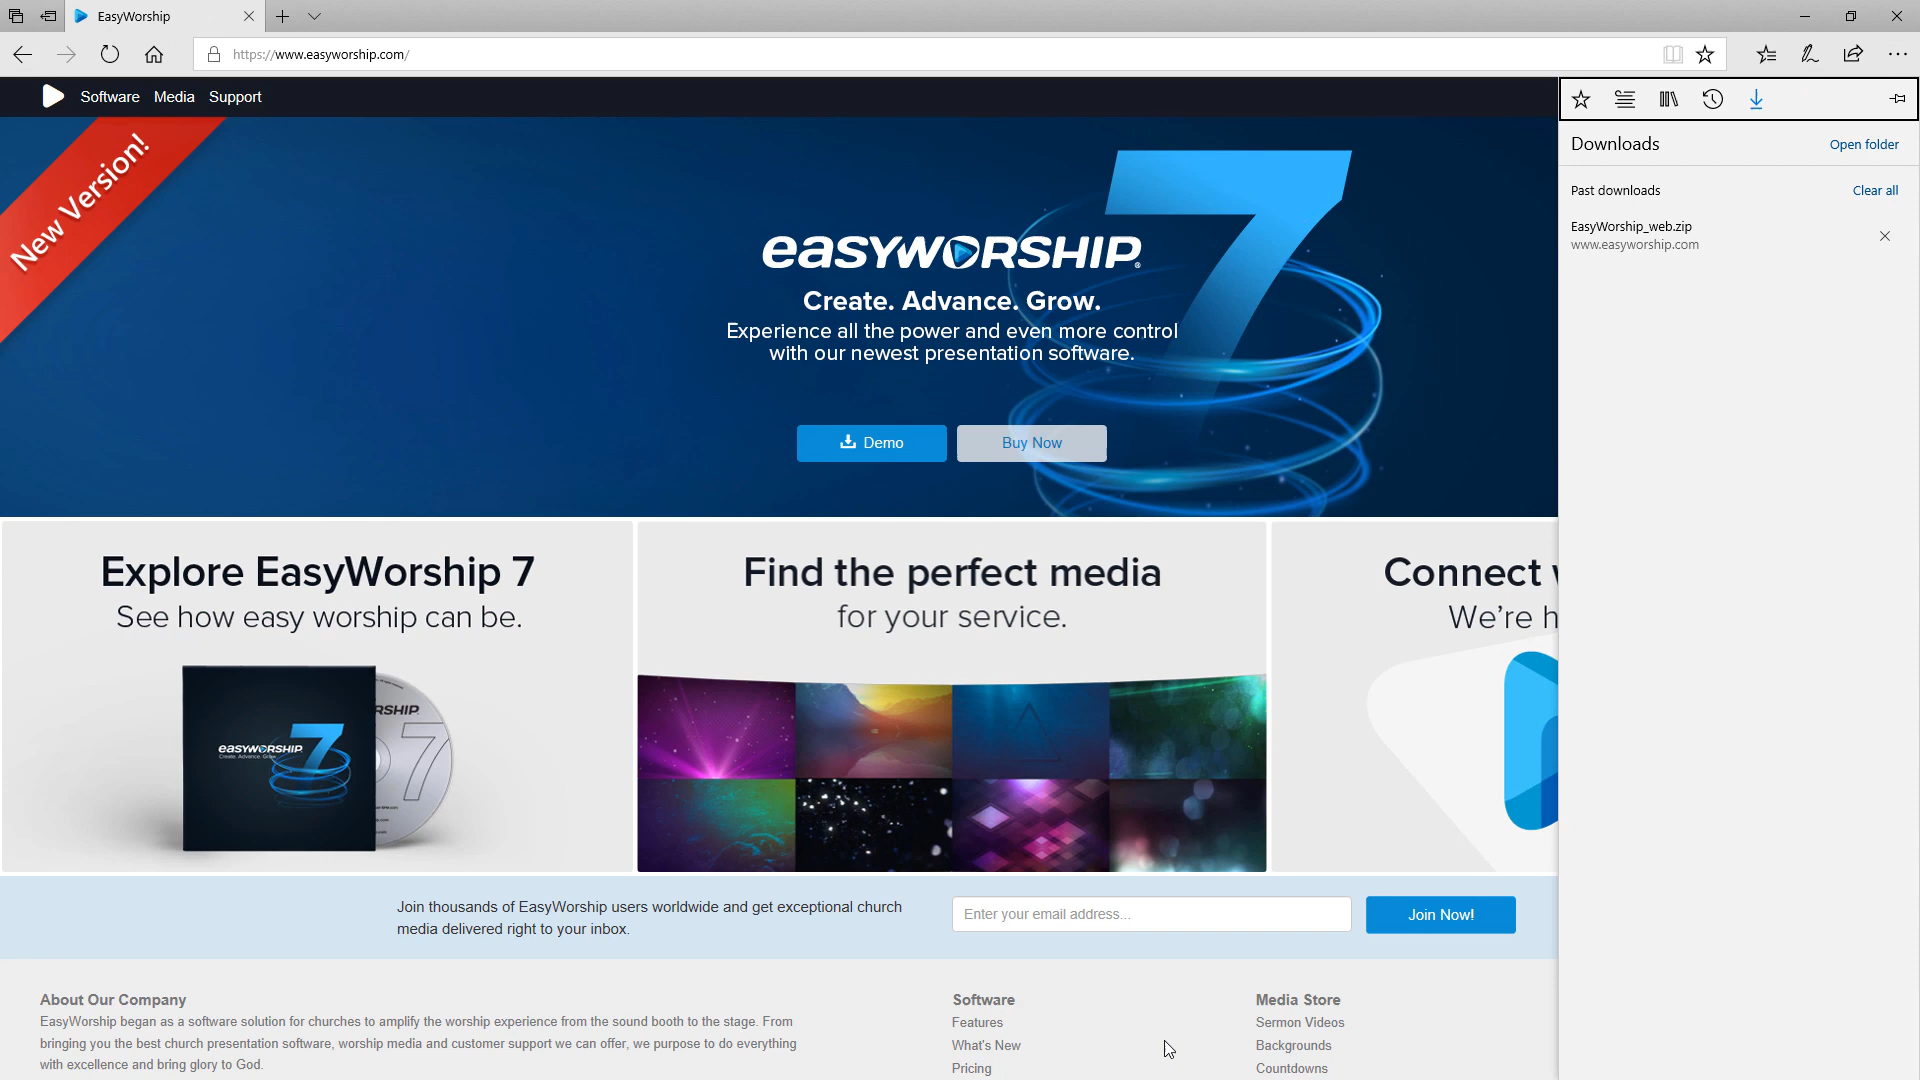 EasyWorship
https://www.easyworship.com/
Software Media Support
New Version!
easyworship®
7
Create. Advance. Grow.
Experience all the power and even more control
with our newest presentation software.
Demo
Buy Now
Downloads
Open folder
Past downloads
Clear all
EasyWorship_web.zip
www.easyworship.com
Explore EasyWorship 7
See how easy worship can be.
easyworship 7
Create. Advance. Grow.
RSHIP
7
Find the perfect media
for your service.
Connect
We're h
Join thousands of EasyWorship users worldwide and get exceptional church
media delivered right to your inbox.
Enter your email address...
Join Now!
About Our Company
EasyWorship began as a software solution for churches to amplify the worship experience from the sound booth to the stage. From
bringing you the best church presentation software, worship media and customer support we can offer, we purpose to do everything
with excellence and bring glory to God.
Software
Features
What's New
Pricing
Media Store
Sermon Videos
Backgrounds
Countdowns